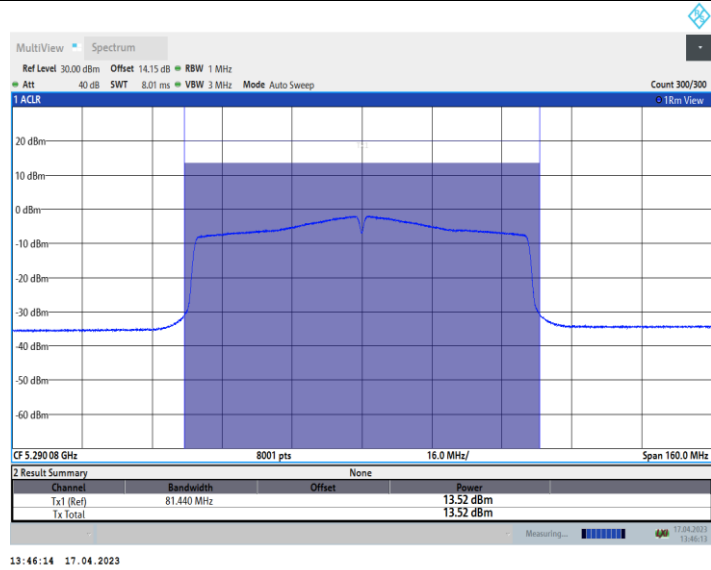 R S
MultiView Spectrum
Ref Level 30.00 dBm Offset 14.15 dB RBW 1 MHz
Att 40 dB SWT 8.01 ms VBW 3 MHz Mode Auto Sweep Count 300/300
1 ACLR 1Rm View
20 dBm
10 dBm
0 dBm
-10 dBm
-20 dBm
-30 dBm
-40 dBm
-50 dBm
-60 dBm
CF 5.290 08 GHz 8001 pts 16.0 MHz/ Span 160.0 MHz
2 Result Summary None
Channel Bandwidth Offset Power
Tx1 (Ref) 81.440 MHz 13.52 dBm
Tx Total 13.52 dBm
Measuring... 17.04.2023
13:46:13
13:46:14 17.04.2023